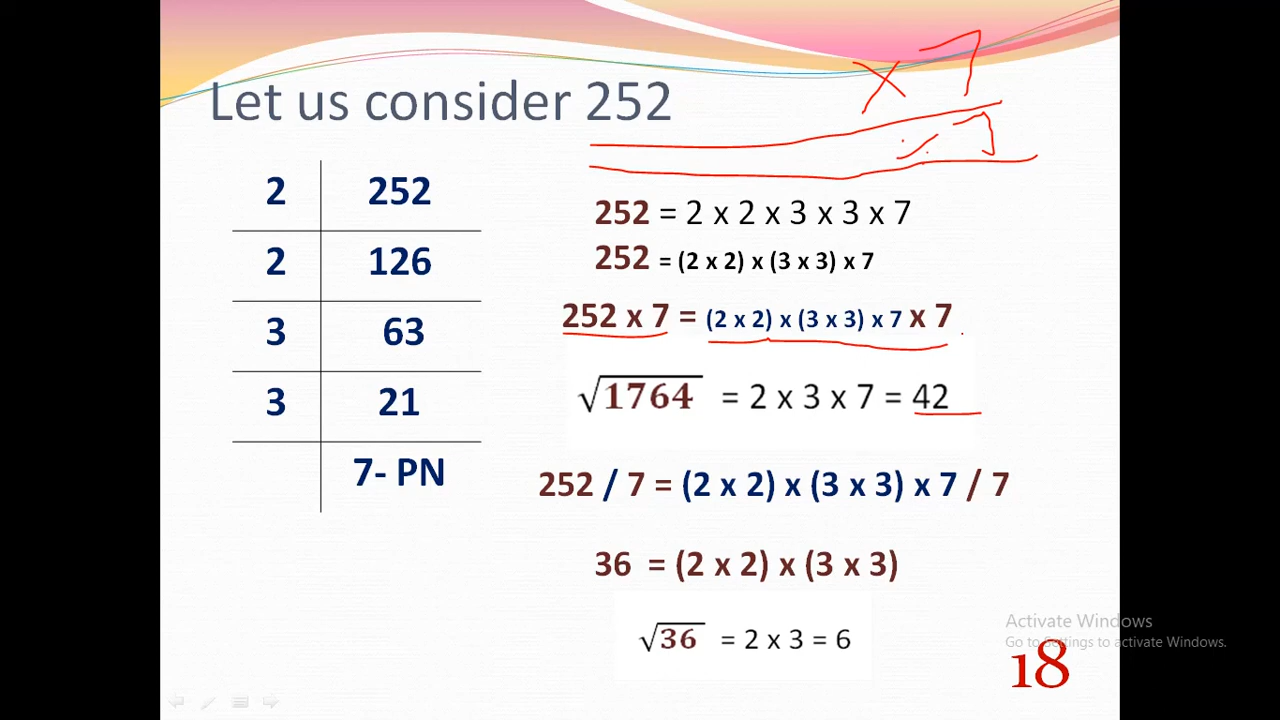 Let us consider 252
x 7
÷ 7
2 252
2 126
3 63
3 21
7- PN
252 = 2 x 2 x 3 x 3 x 7
252 = (2 x 2) x (3 x 3) x 7
252 x 7 = (2 x 2) x (3 x 3) x 7 x 7
√1764 = 2 x 3 x 7 = 42
252 / 7 = (2 x 2) x (3 x 3) x 7 / 7
36 = (2 x 2) x (3 x 3)
√36 = 2 x 3 = 6
Activate Windows
Go to Settings to activate Windows.
18